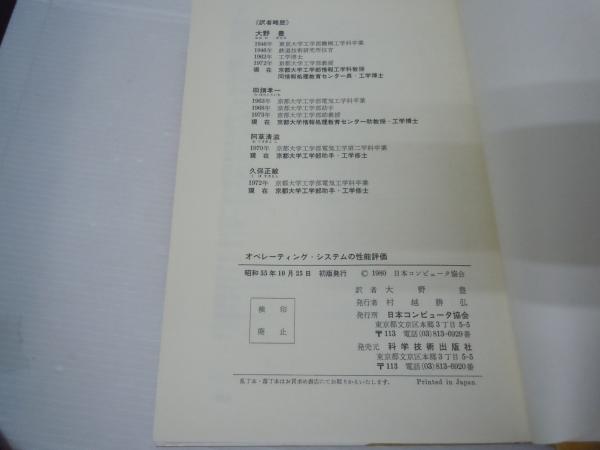 《訳者略歴》
大野 豊
1946年 東京大学工学部機械工学科卒業
1946年 鉄道技術研究所任官
1962年 工学博士
1972年 京都大学工学部教授
現 在 京都大学工学部情報工学科教授
同情報処理教育センター長・工学博士
田畑孝一
1963年 京都大学工学部電気工学科卒業
1968年 京都大学工学部助手
1973年 京都大学工学部助教授
現 在 京都大学情報処理教育センター助教授・工学博士
阿草清滋
1970年 京都大学工学部電気工学第二学科卒業
現 在 京都大学工学部助手・工学修士
久保正敏
1972年 京都大学工学部電気工学科卒業
現 在 京都大学工学部助手・工学修士
オペレーティング・システムの性能評価
昭和55年10月25日 初版発行 © 1980 日本コンピュータ協会
訳者 大野 豊
発行者 村越勝弘
検印
廃止
発行所 日本コンピュータ協会
東京都文京区本郷3丁目5-5
〒113 電話(03)813-6929番
発売元 科学技術出版社
東京都文京区本郷3丁目5-5
〒113 電話(03)813-6920番
乱丁本・落丁本はお買求め書店にてお取りかえいたします。 Printed in Japan.